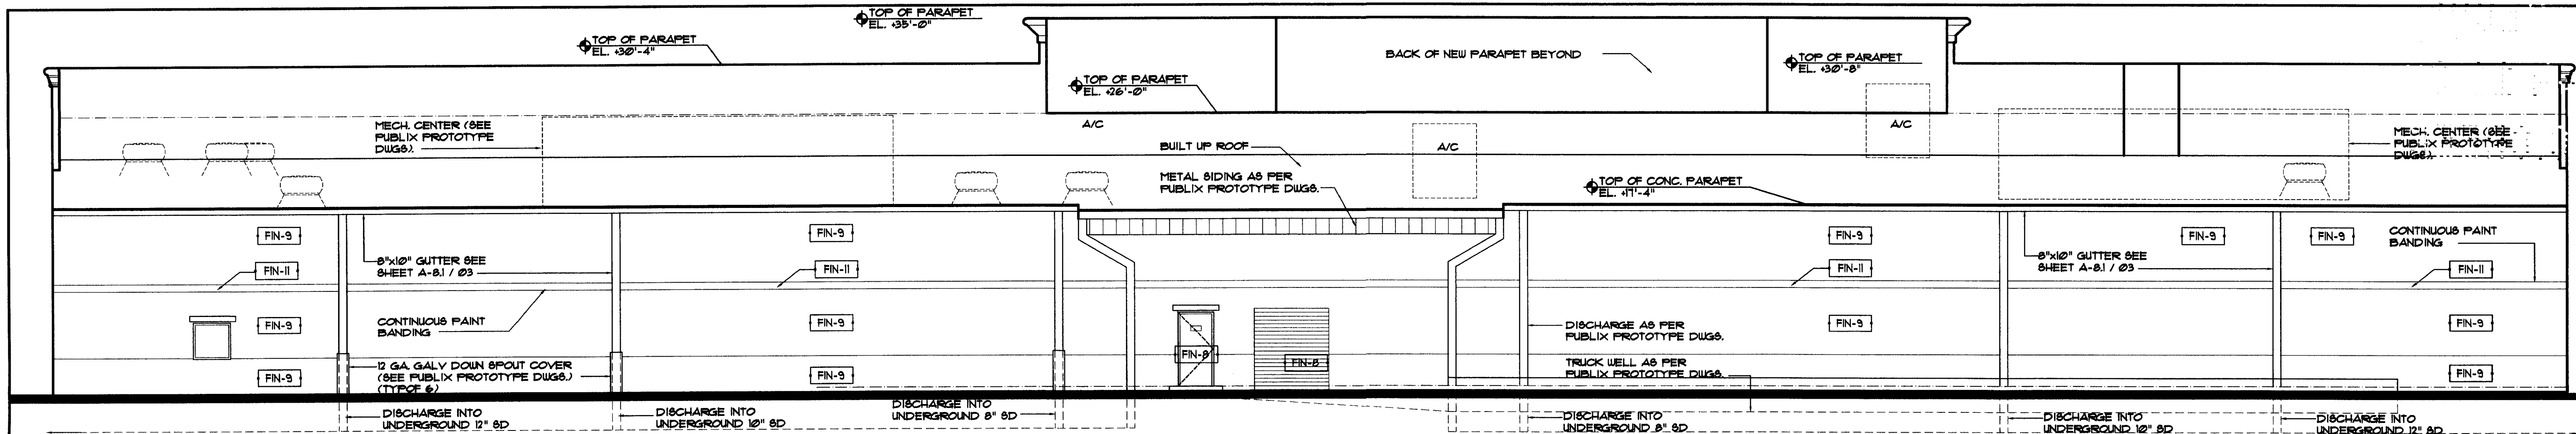 TOP OF PARAPET
EL. +35'-0"
TOP OF PARAPET
EL. +30'-4"
BACK OF NEW PARAPET BEYOND
TOP OF PARAPET
EL. +30'-8"
TOP OF PARAPET
EL. +26'-0"
MECH. CENTER (SEE
PUBLIX PROTOTYPE
DWGS).
A/C
A/C
A/C
MECH. CENTER (SEE
PUBLIX PROTOTYPE
DWGS).
BUILT UP ROOF
METAL SIDING AS PER
PUBLIX PROTOTYPE DWGS.
TOP OF CONC. PARAPET
EL. +17'-4"
FIN-9
FIN-9
FIN-9
FIN-9
FIN-9
CONTINUOUS PAINT
BANDING
8"x10" GUTTER SEE
SHEET A-8.1 / 03
8"x10" GUTTER SEE
SHEET A-8.1 / 03
FIN-11
FIN-11
FIN-11
FIN-11
FIN-9
CONTINUOUS PAINT
BANDING
FIN-9
FIN-9
FIN-9
DISCHARGE AS PER
PUBLIX PROTOTYPE DWGS.
FIN-8
FIN-8
TRUCK WELL AS PER
PUBLIX PROTOTYPE DWGS.
FIN-9
12 GA. GALV DOWN SPOUT COVER
(SEE PUBLIX PROTOTYPE DWGS.)
(TYP OF 6)
FIN-9
FIN-9
DISCHARGE INTO
UNDERGROUND 12" SD
DISCHARGE INTO
UNDERGROUND 10" SD
DISCHARGE INTO
UNDERGROUND 8" SD
DISCHARGE INTO
UNDERGROUND 8" SD
DISCHARGE INTO
UNDERGROUND 10" SD
DISCHARGE INTO
UNDERGROUND 12" SD